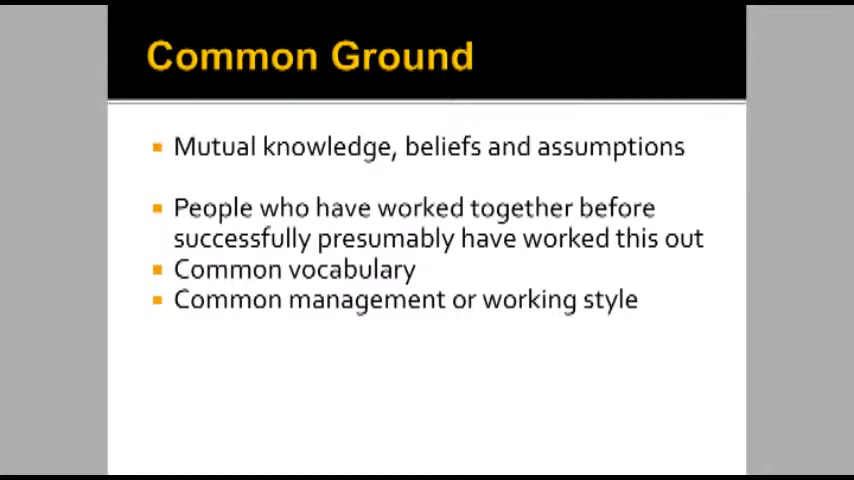 Common Ground
Mutual knowledge, beliefs and assumptions
People who have worked together before
successfully presumably have worked this out
Common vocabulary
Common management or working style